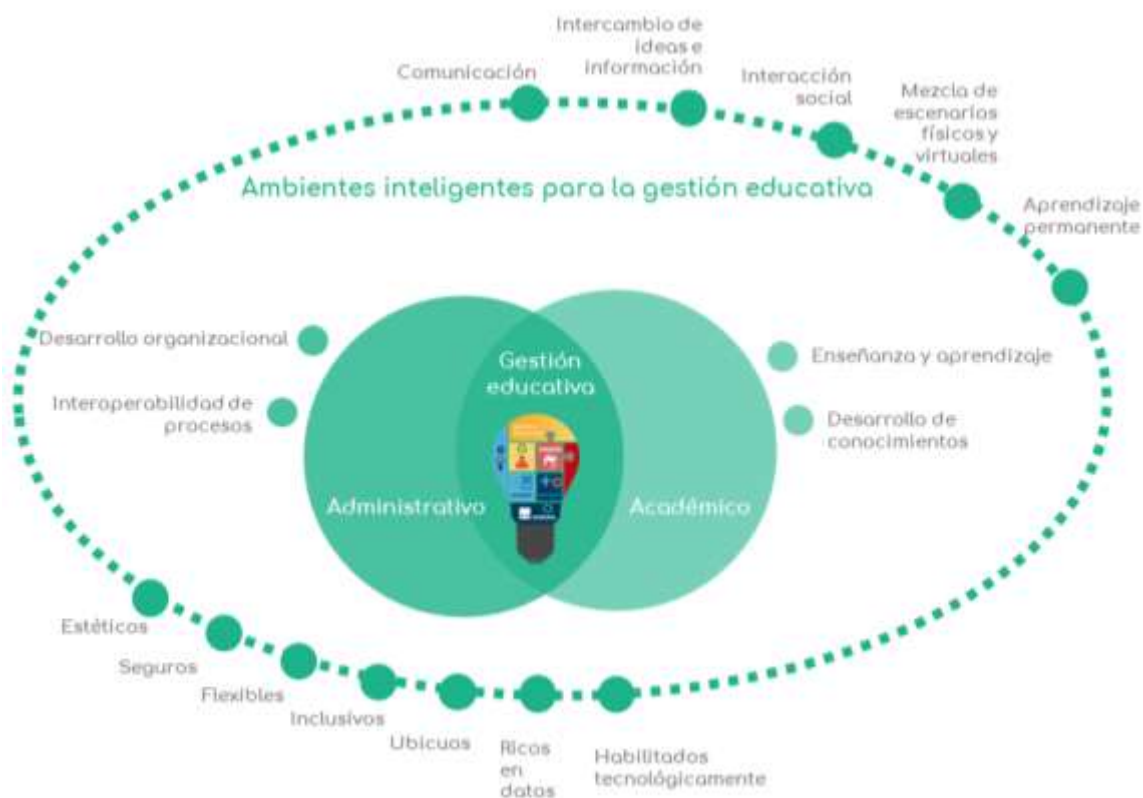 Comunicación
Intercambio de
ideas e
información
Interacción
social
Mezcla de
escenarios
físicos y
virtuales
Aprendizaje
permanente
Ambientes inteligentes para la gestión educativa
Desarrollo organizacional
Interoperabilidad de
procesos
Gestión
educativa
Administrativo
Académico
Enseñanza y aprendizaje
Desarrollo de
conocimientos
Estéticos
Seguros
Flexibles
Inclusivos
Ubicuos
Ricos
en
datos
Habilitados
tecnológicamente